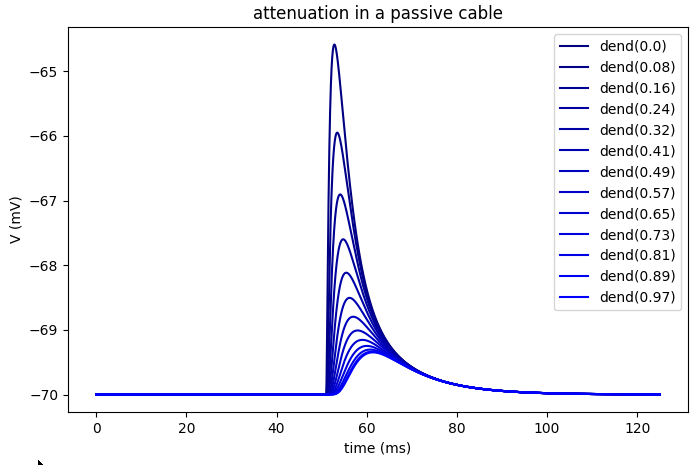 attenuation in a passive cable
V (mV)
−65
−66
−67
−68
−69
−70
0
20
40
60
80
100
120
time (ms)
dend(0.0)
dend(0.08)
dend(0.16)
dend(0.24)
dend(0.32)
dend(0.41)
dend(0.49)
dend(0.57)
dend(0.65)
dend(0.73)
dend(0.81)
dend(0.89)
dend(0.97)